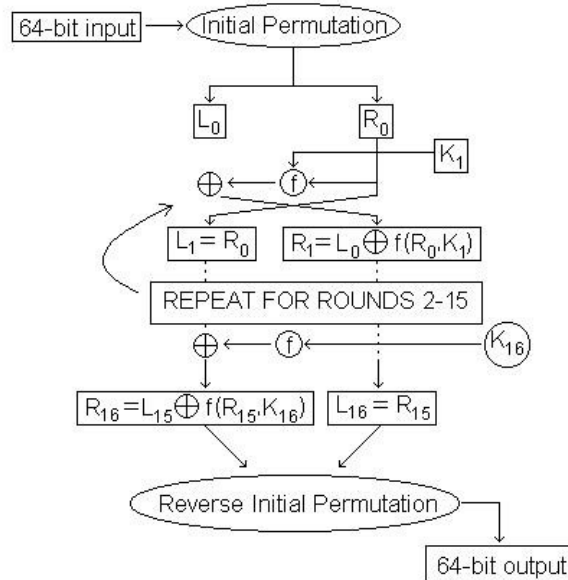 64-bit input
Initial Permutation
L₀
R₀
K₁
⊕
f
L₁ = R₀
R₁=L₀ ⊕ f(R₀.K₁)
REPEAT FOR ROUNDS 2-15
⊕
f
K₁₆
R₁₆=L₁₅ ⊕ f(R₁₅.K₁₆)
L₁₆ = R₁₅
Reverse Initial Permutation
64-bit output